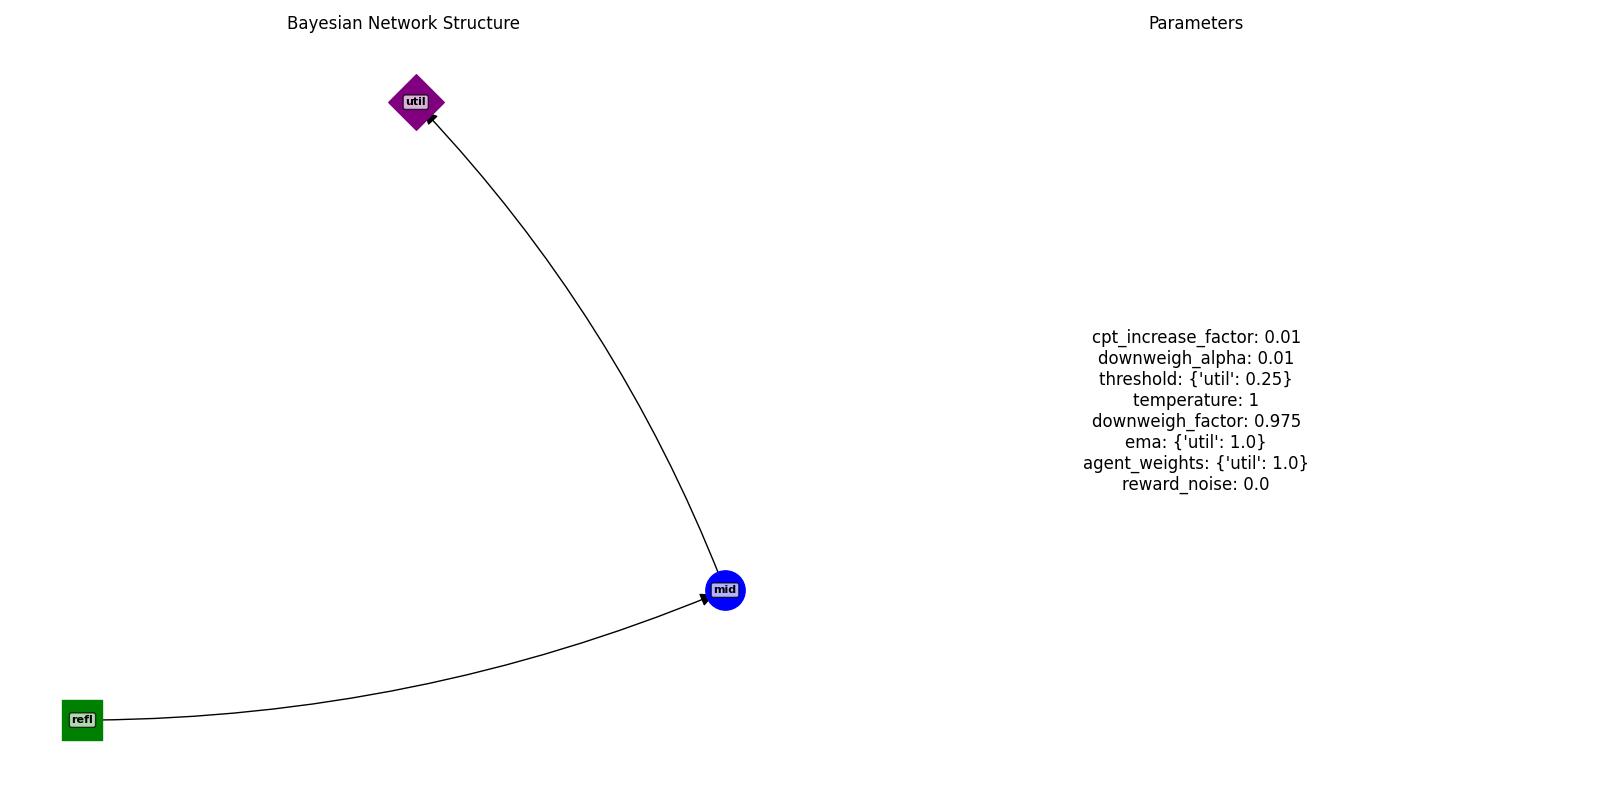 Bayesian Network Structure
Parameters
util
cpt_increase_factor: 0.01
downweigh_alpha: 0.01
threshold: {'util': 0.25}
temperature: 1
downweigh_factor: 0.975
ema: {'util': 1.0}
agent_weights: {'util': 1.0}
reward_noise: 0.0
mid
refl